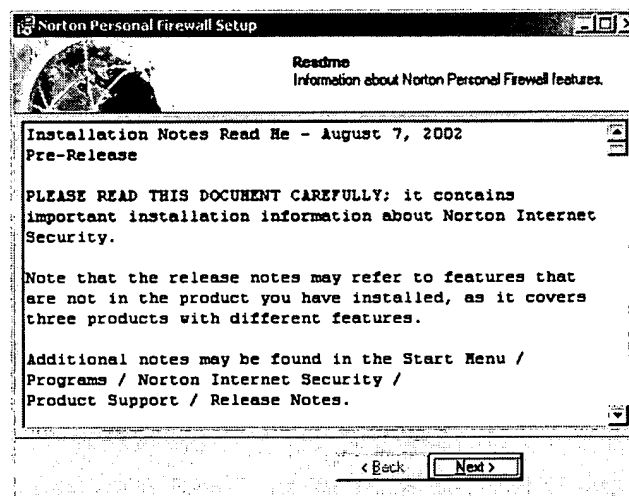 Norton Personal Firewall Setup
Readme
Information about Norton Personal Firewall features.
Installation Notes Read Me - August 7, 2002
Pre-Release
PLEASE READ THIS DOCUMENT CAREFULLY; it contains
important installation information about Norton Internet
Security.
Note that the release notes may refer to features that
are not in the product you have installed, as it covers
three products with different features.
Additional notes may be found in the Start Menu /
Programs / Norton Internet Security /
Product Support / Release Notes.
< Back Next >